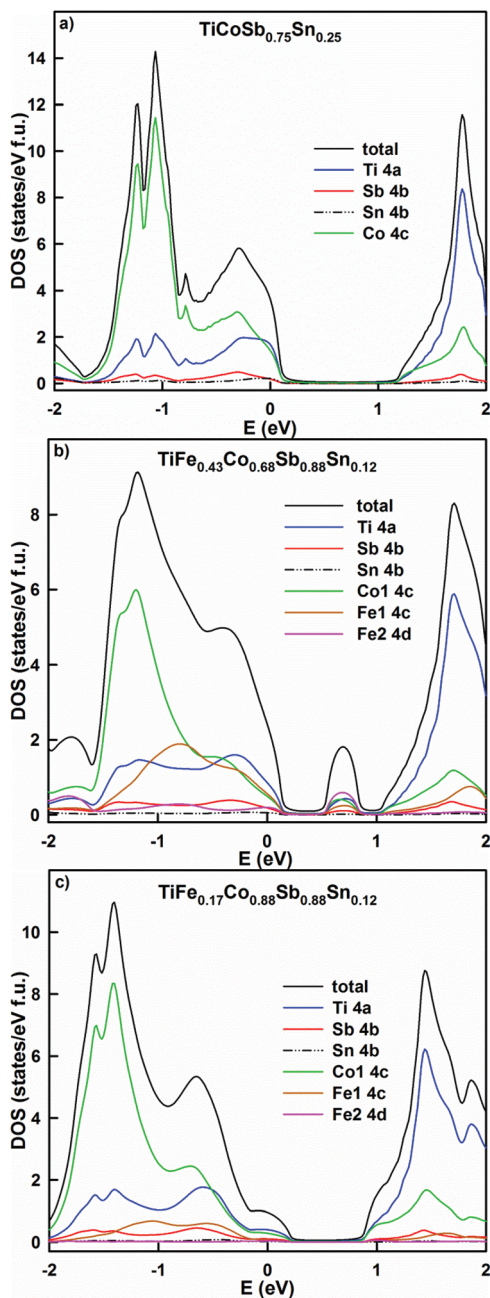 a)
TiCoSb0.75Sn0.25
DOS (states/eV f.u.)
14
12
10
8
6
4
2
0
total
Ti 4a
Sb 4b
Sn 4b
Co 4c
-2 -1 0 1 2
E (eV)
b)
TiFe0.43Co0.68Sb0.88Sn0.12
DOS (states/eV f.u.)
8
6
4
2
0
total
Ti 4a
Sb 4b
Sn 4b
Co1 4c
Fe1 4c
Fe2 4d
-2 -1 0 1 2
E (eV)
c)
TiFe0.17Co0.88Sb0.88Sn0.12
DOS (states/eV f.u.)
10
8
6
4
2
0
total
Ti 4a
Sb 4b
Sn 4b
Co1 4c
Fe1 4c
Fe2 4d
-2 -1 0 1 2
E (eV)